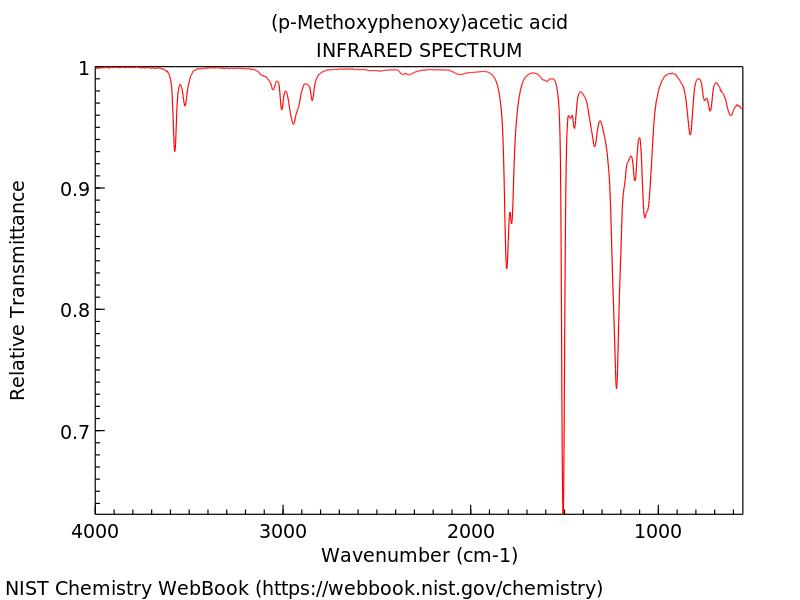 (p-Methoxyphenoxy)acetic acid
INFRARED SPECTRUM
1
0.9
0.8
0.7
Relative Transmittance
4000 3000 2000 1000
Wavenumber (cm-1)
NIST Chemistry WebBook (https://webbook.nist.gov/chemistry)